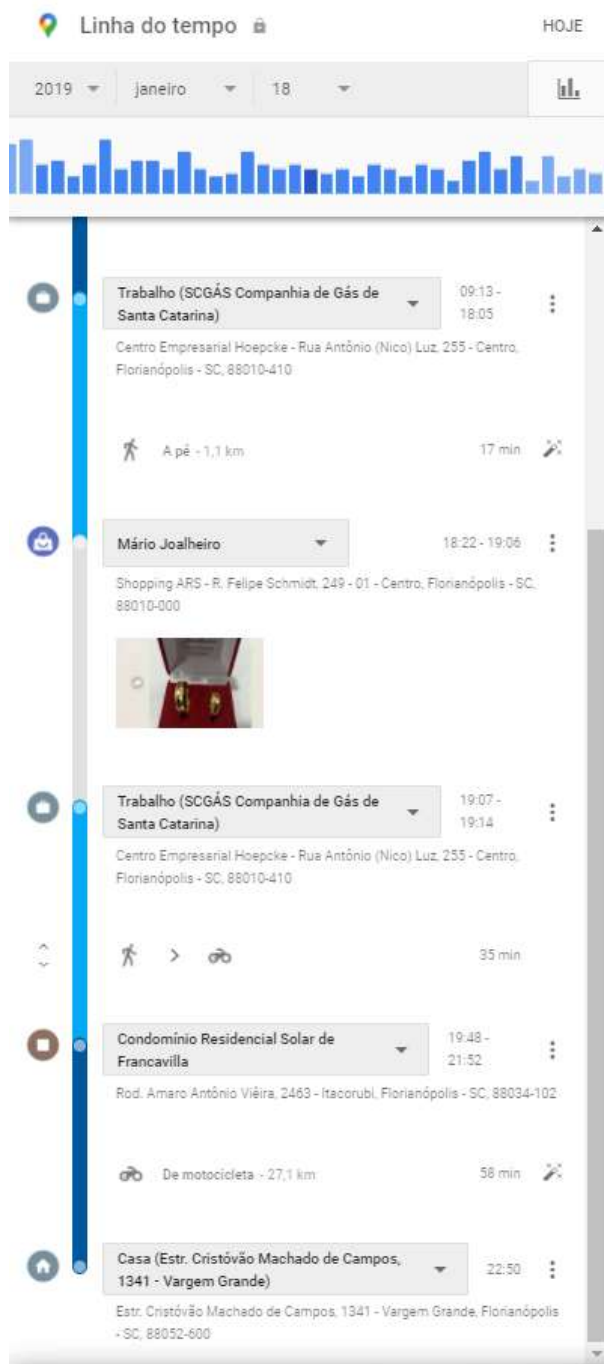 Linha do tempo
HOJE
2019 janeiro 18
Trabalho (SCGÁS Companhia de Gás de
Santa Catarina)
09:13 -
18:05
Centro Empresarial Hoepcke - Rua Antônio (Nico) Luz, 255 - Centro,
Florianópolis - SC, 88010-410
A pé - 1,1 km
17 min
Mário Joalheiro
18:22 - 19:06
Shopping ARS - R. Felipe Schmidt, 249 - 01 - Centro, Florianópolis - SC,
88010-000
Trabalho (SCGÁS Companhia de Gás de
Santa Catarina)
19:07 -
19:14
Centro Empresarial Hoepcke - Rua Antônio (Nico) Luz, 255 - Centro,
Florianópolis - SC, 88010-410
35 min
Condomínio Residencial Solar de
Francavilla
19:48 -
21:52
Rod. Amaro Antônio Viêira, 2463 - Itacorubi, Florianópolis - SC, 88034-102
De motocicleta - 27,1 km
58 min
Casa (Estr. Cristóvão Machado de Campos,
1341 - Vargem Grande)
22:50
Estr. Cristóvão Machado de Campos, 1341 - Vargem Grande, Florianópolis
- SC, 88052-600